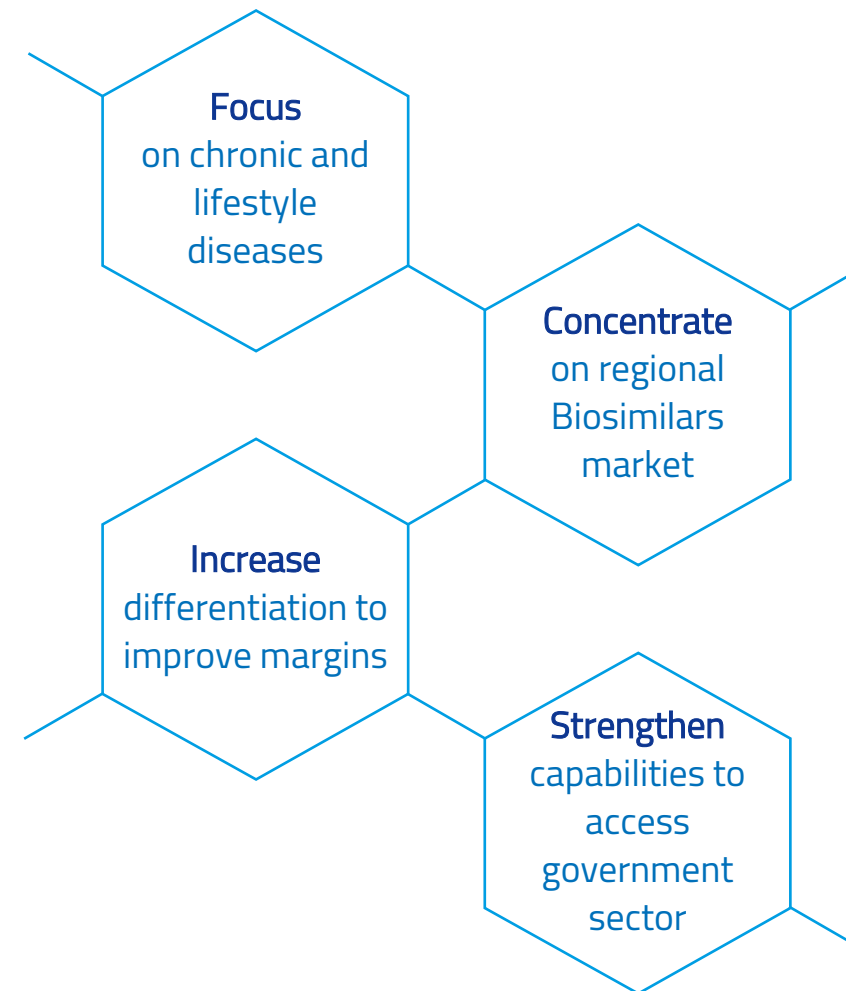 Focus
on chronic and
lifestyle
diseases
Concentrate
on regional
Biosimilars
market
Increase
differentiation to
improve margins
Strengthen
capabilities to
access
government
sector